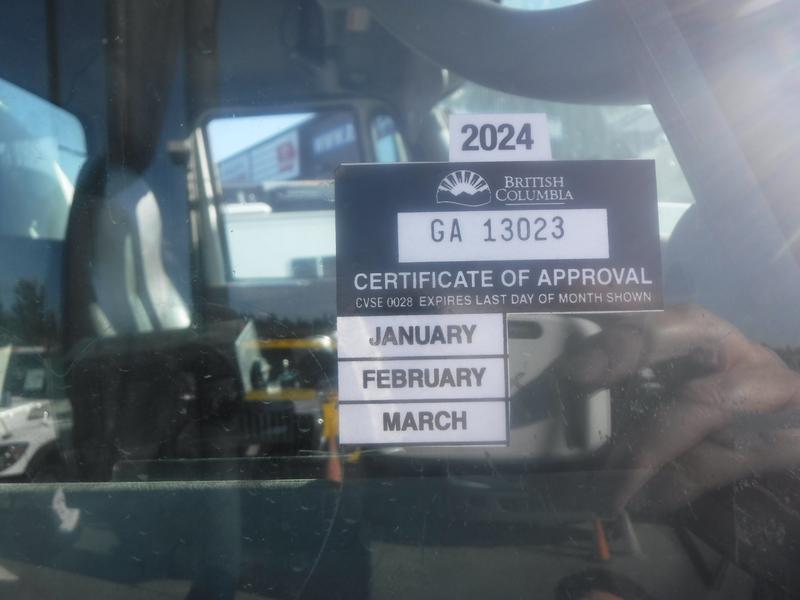 2024
BRITISH
COLUMBIA
GA 13023
CERTIFICATE OF APPROVAL
CVSE 0028 EXPIRES LAST DAY OF MONTH SHOWN
JANUARY
FEBRUARY
MARCH